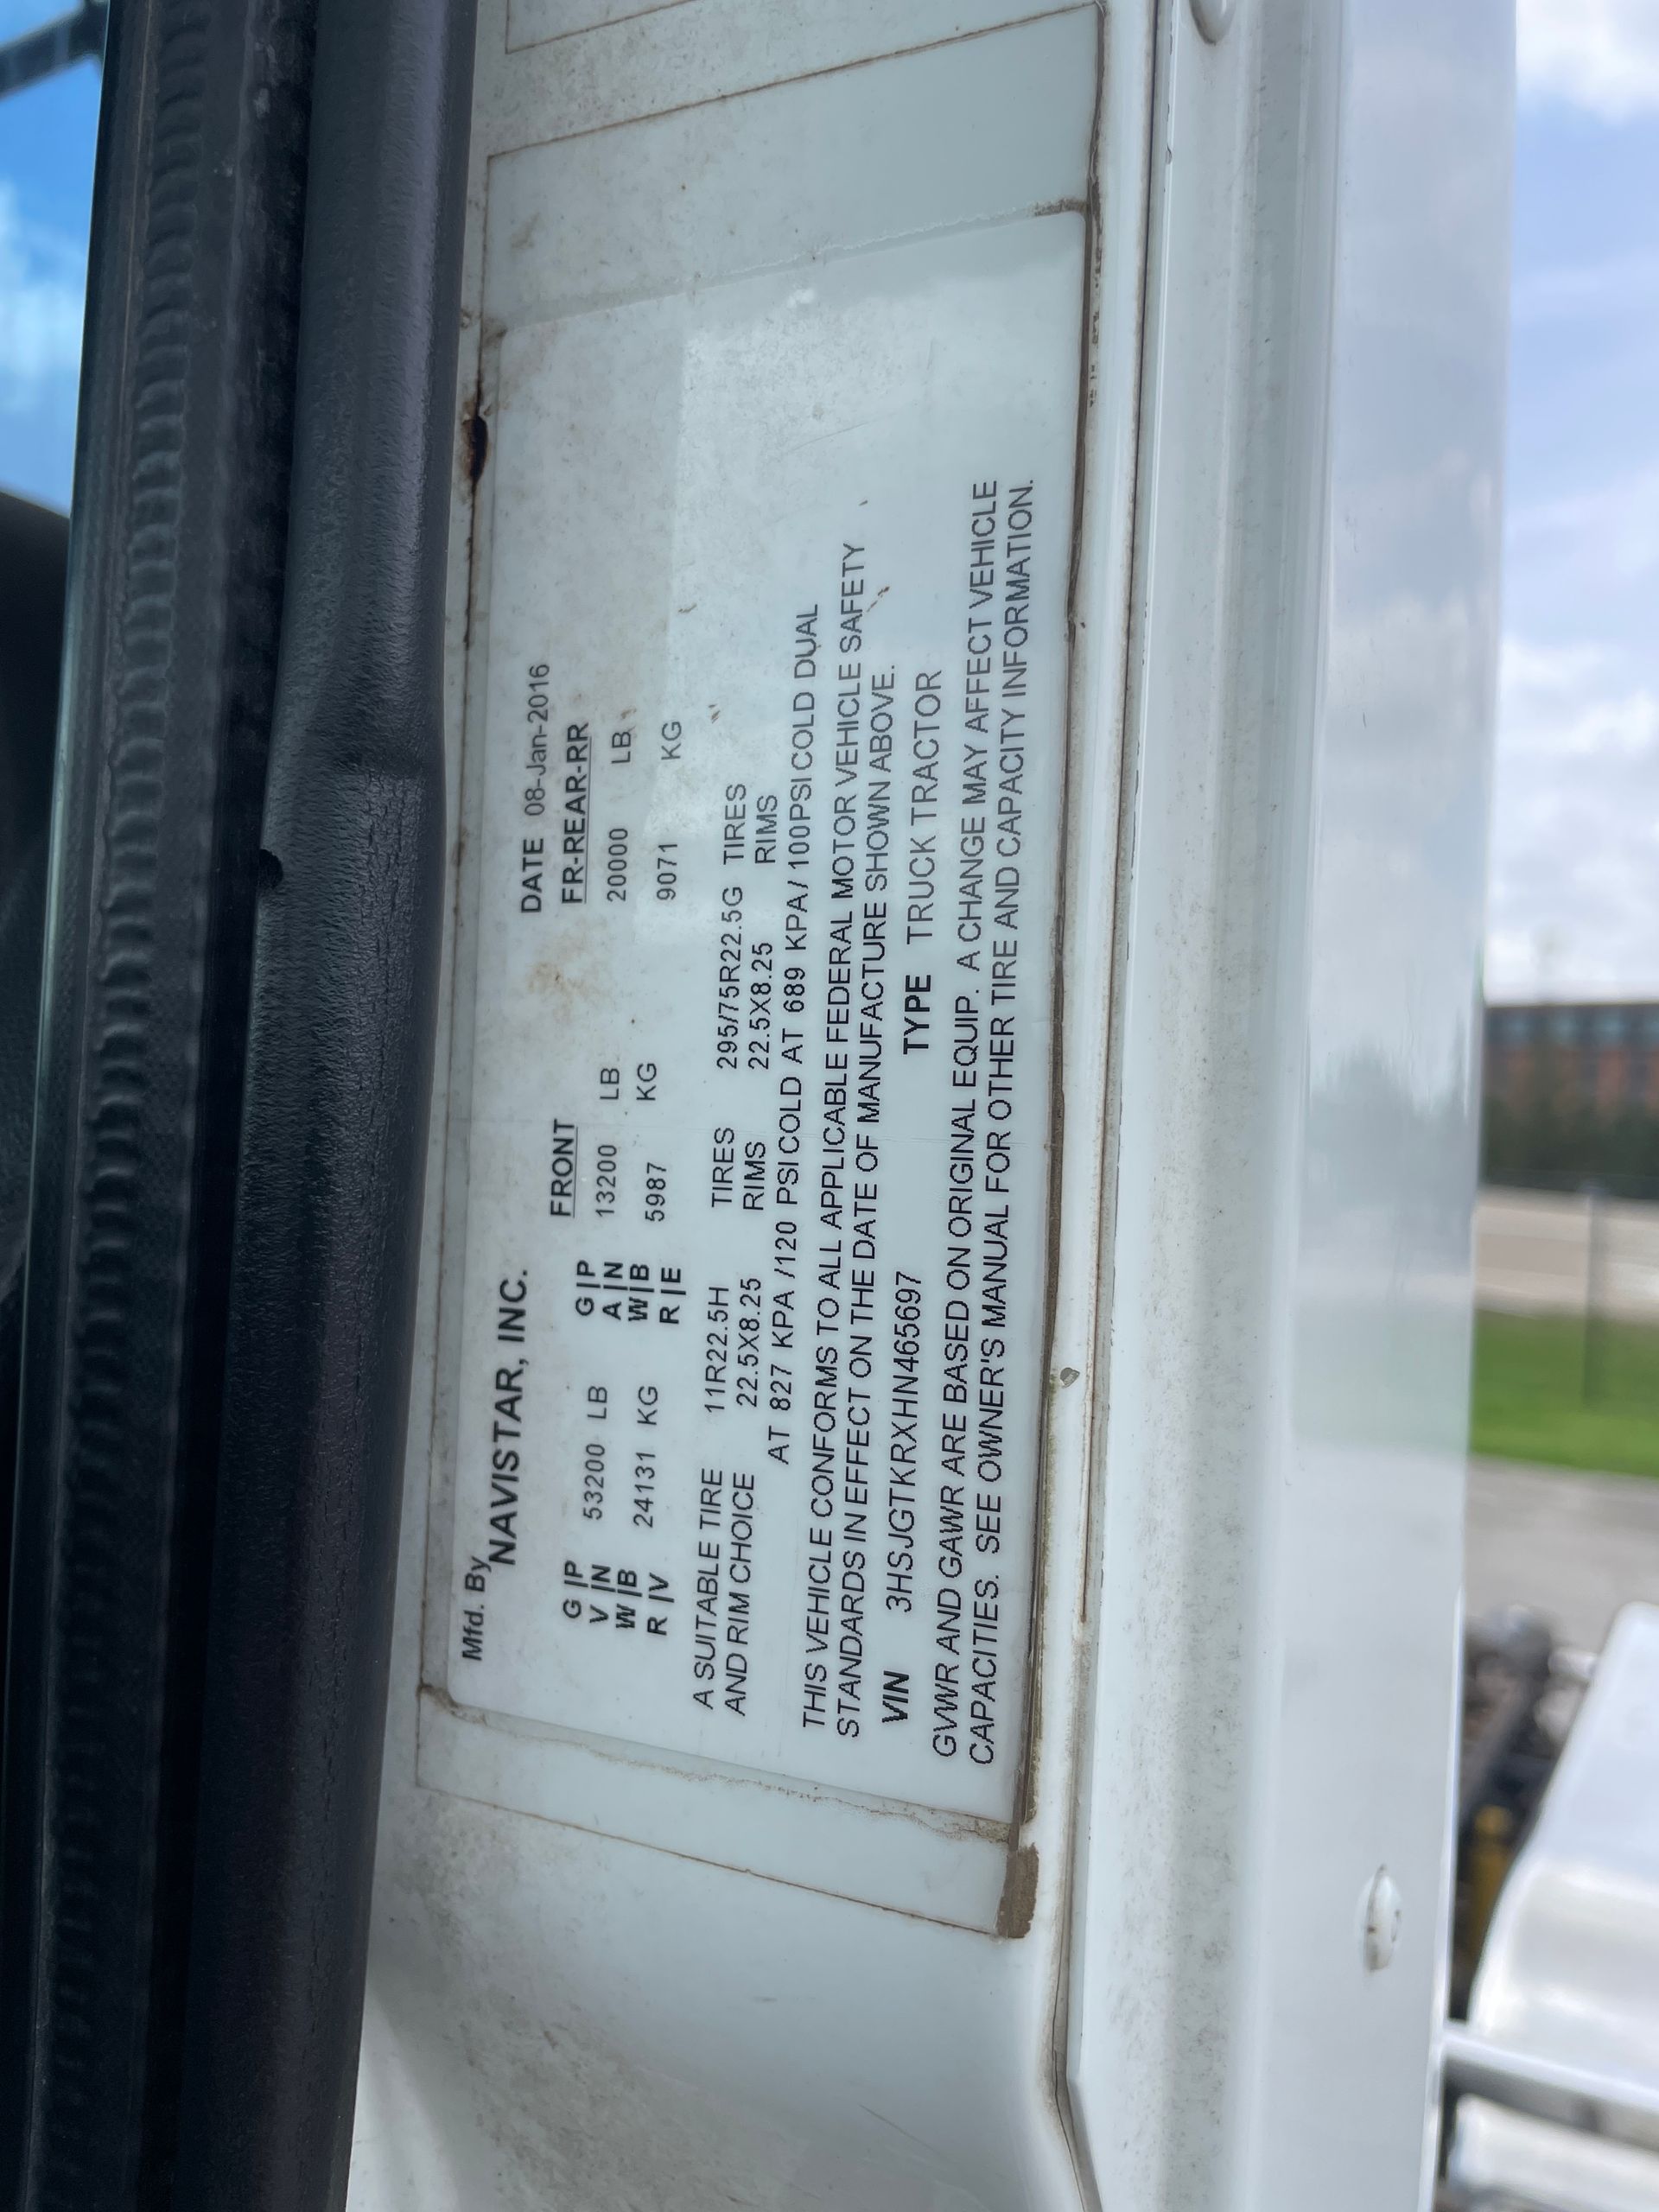 Mfd. By
NAVISTAR, INC.
DATE 08-Jan-2016
FRONT FR-REAR-RR
G|P 53200 LB G|P 13200 LB 20000 LB
V|N A|N
W|B 24131 KG W|B 5987 KG 9071 KG
R|V R|E
A SUITABLE TIRE 11R22.5H TIRES 295/75R22.5G TIRES
AND RIM CHOICE 22.5X8.25 RIMS 22.5X8.25 RIMS
AT 827 KPA /120 PSI COLD AT 689 KPA/ 100PSI COLD DUAL
THIS VEHICLE CONFORMS TO ALL APPLICABLE FEDERAL MOTOR VEHICLE SAFETY
STANDARDS IN EFFECT ON THE DATE OF MANUFACTURE SHOWN ABOVE.
VIN 3HSJGTKRXHN465697 TYPE TRUCK TRACTOR
GVWR AND GAWR ARE BASED ON ORIGINAL EQUIP. A CHANGE MAY AFFECT VEHICLE
CAPACITIES. SEE OWNER'S MANUAL FOR OTHER TIRE AND CAPACITY INFORMATION.